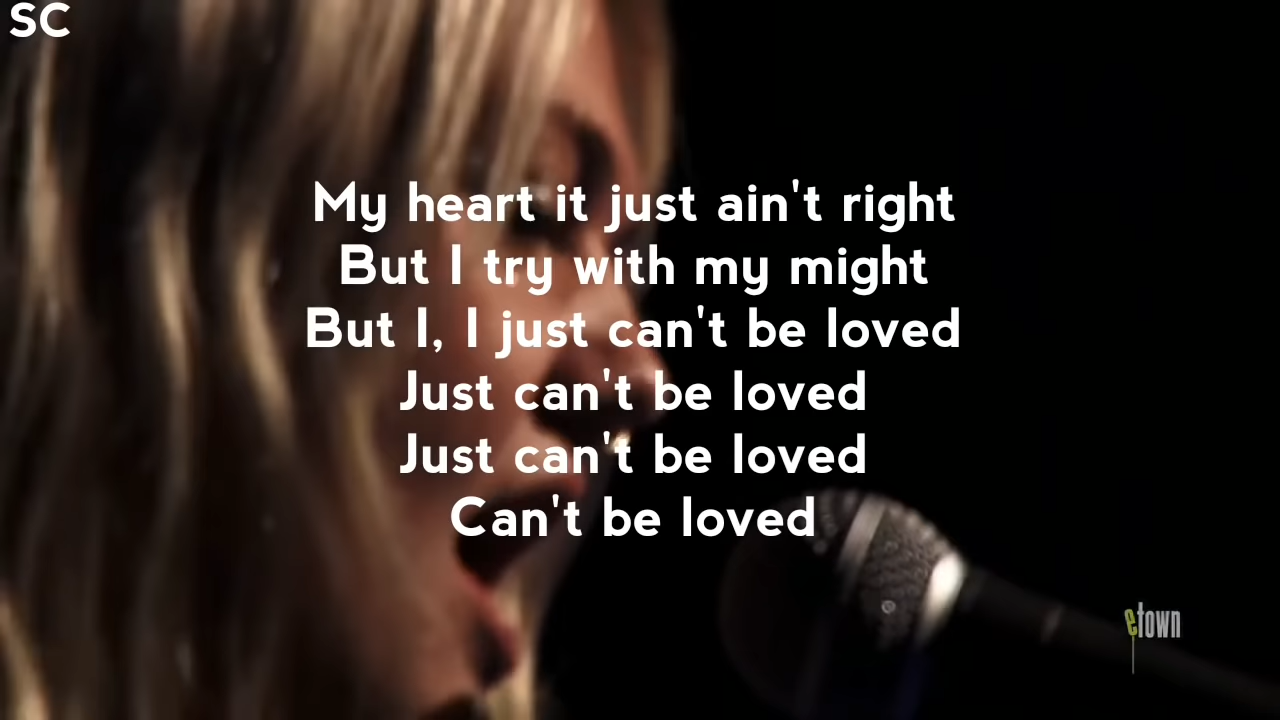 SC
My heart it just ain't right
But I try with my might
But I, I just can't be loved
Just can't be loved
Just can't be loved
Can't be loved
etown